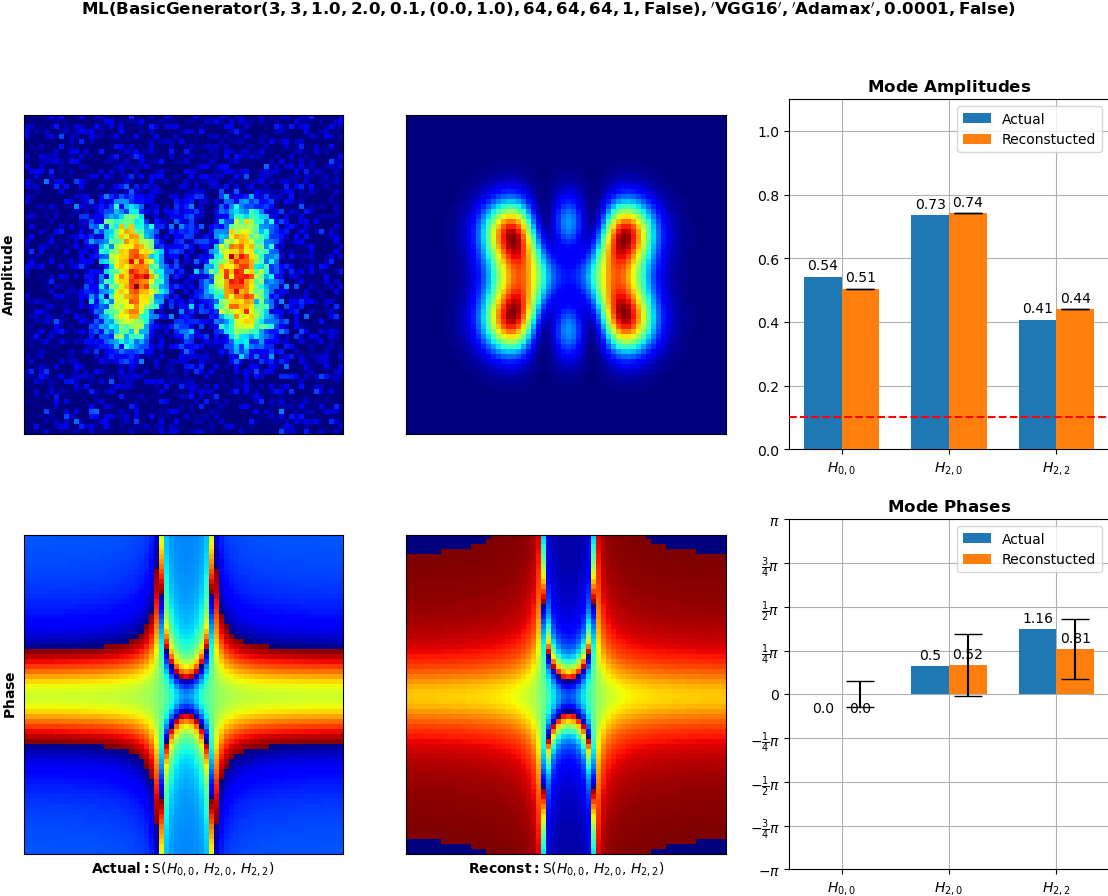 ML(BasicGenerator(3, 3, 1.0, 2.0, 0.1, (0.0, 1.0), 64, 64, 64, 1, False), 'VGG16', 'Adamax', 0.0001, False)
Amplitude
Mode Amplitudes
Actual
Reconstucted
1.0
0.8
0.6
0.4
0.2
0.0
0.54
0.51
0.73
0.74
0.41
0.44
H0,0
H2,0
H2,2
Phase
Actual: S(H0,0, H2,0, H2,2)
Reconst: S(H0,0, H2,0, H2,2)
Mode Phases
Actual
Reconstucted
π
3/4π
1/2π
1/4π
0
−1/4π
−1/2π
−3/4π
−π
0.0
0.0
0.5
0.52
1.16
0.81
H0,0
H2,0
H2,2